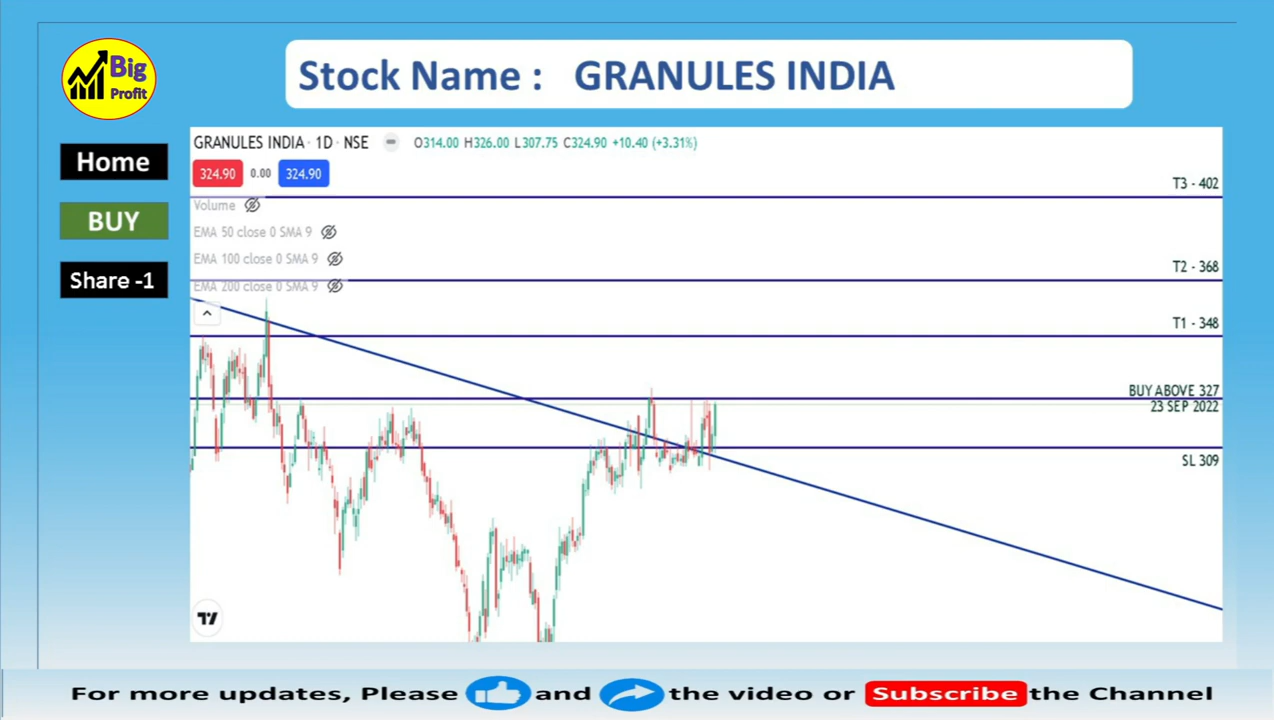 Big
Profit
Stock Name : GRANULES INDIA
Home
BUY
Share -1
GRANULES INDIA · 1D · NSE O314.00 H326.00 L307.75 C324.90 +10.40 (+3.31%)
324.90 0.00 324.90
Volume
EMA 50 close 0 SMA 9
EMA 100 close 0 SMA 9
EMA 200 close 0 SMA 9
T3 - 402
T2 - 368
T1 - 348
BUY ABOVE 327
23 SEP 2022
SL 309
For more updates, Please and the video or Subscribe the Channel